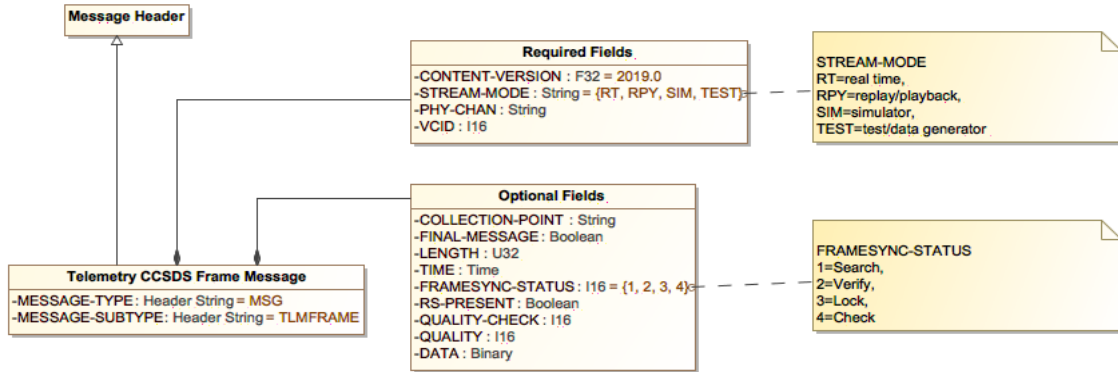 Message Header
Required Fields
-CONTENT-VERSION : F32 = 2019.0
-STREAM-MODE : String = {RT, RPY, SIM, TEST}
-PHY-CHAN : String
-VCID : I16
STREAM-MODE
RT=real time,
RPY=replay/playback,
SIM=simulator,
TEST=test/data generator
Optional Fields
-COLLECTION-POINT : String
-FINAL-MESSAGE : Boolean
-LENGTH : U32
-TIME : Time
-FRAMESYNC-STATUS : I16 = {1, 2, 3, 4}
-RS-PRESENT : Boolean
-QUALITY-CHECK : I16
-QUALITY : I16
-DATA : Binary
FRAMESYNC-STATUS
1=Search,
2=Verify,
3=Lock,
4=Check
Telemetry CCSDS Frame Message
-MESSAGE-TYPE : Header String = MSG
-MESSAGE-SUBTYPE : Header String = TLMFRAME